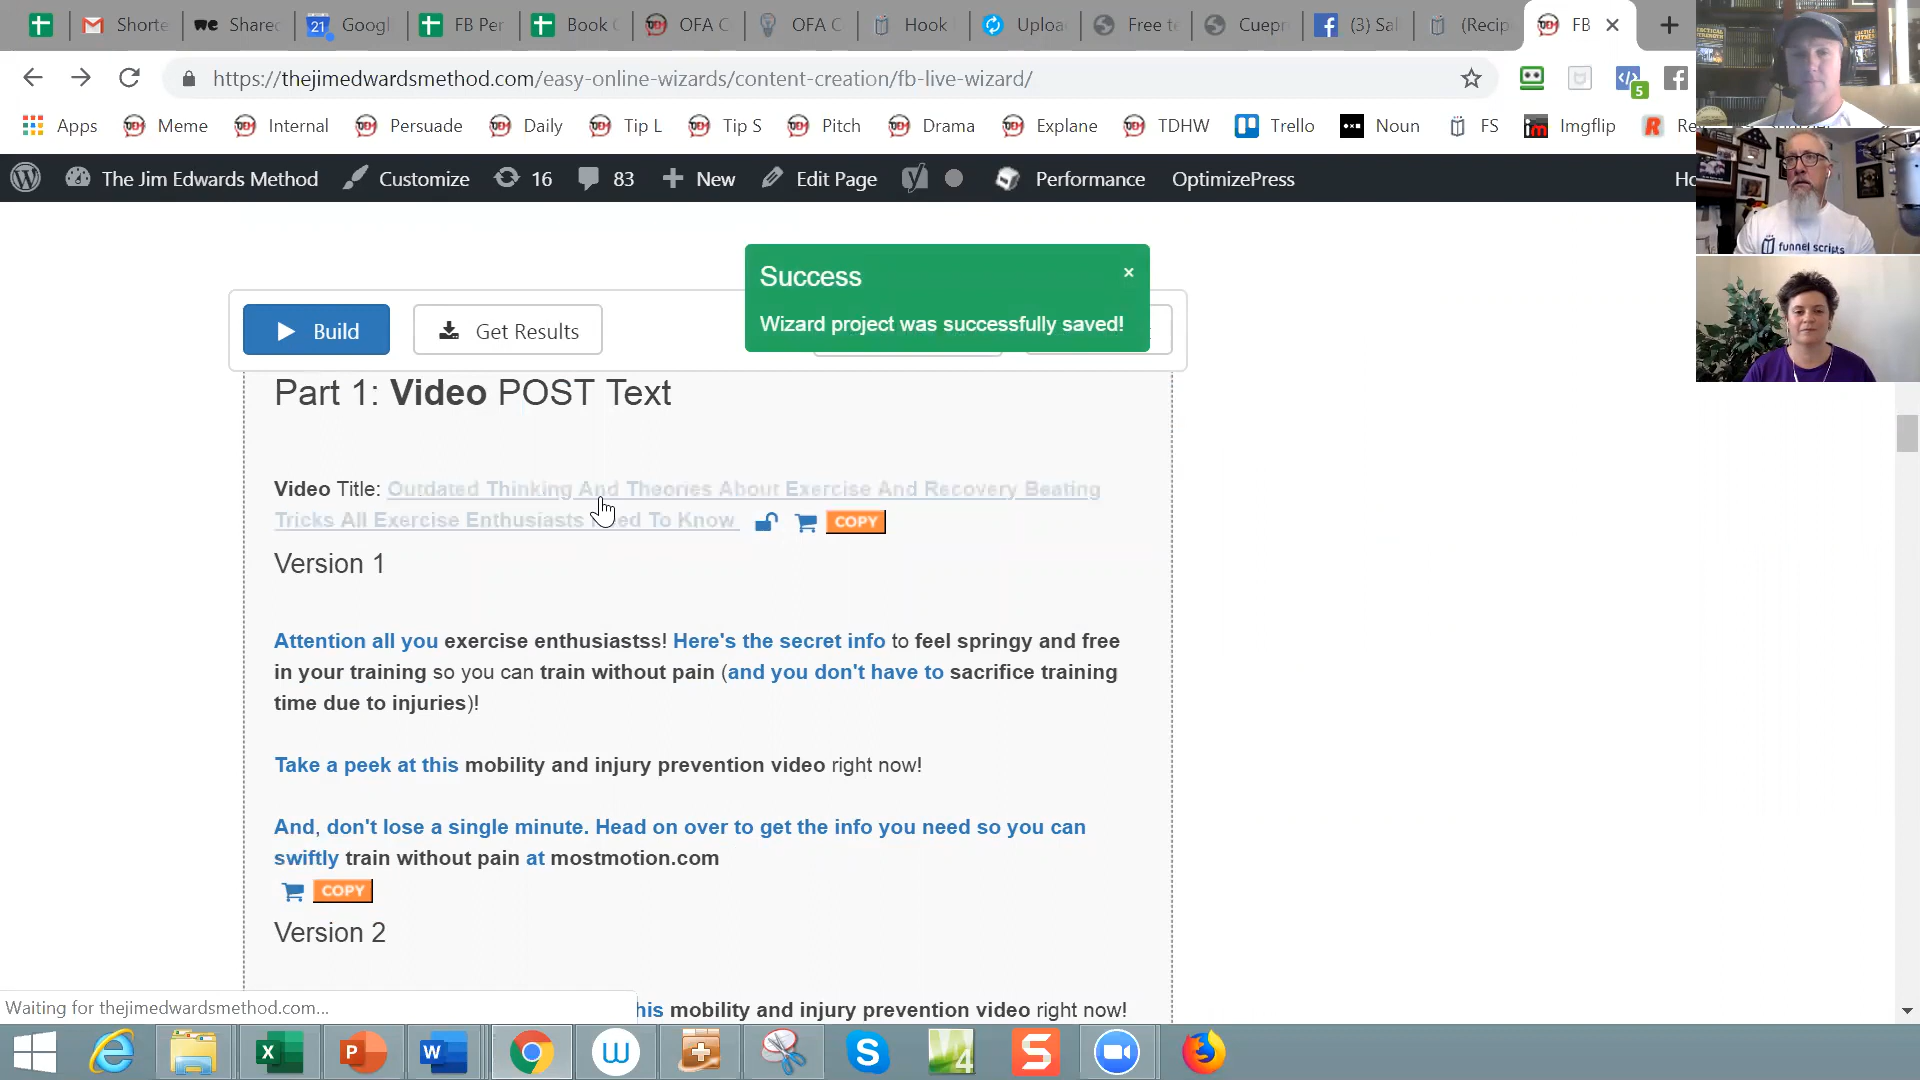 Shorte
Shared
Googl
FB Per
Book
OFA C
OFA C
Hook
Uploa
Free te
Cuepr
(3) Sal
(Recip
FB
https://thejimedwardsmethod.com/easy-online-wizards/content-creation/fb-live-wizard/
Apps
Meme
Internal
Persuade
Daily
Tip L
Tip S
Pitch
Drama
Explane
TDHW
Trello
Noun
FS
Imgflip
The Jim Edwards Method
Customize
16
83
New
Edit Page
Performance
OptimizePress
funnel scripts
Build
Get Results
Success
Wizard project was successfully saved!
Part 1: Video POST Text
Video Title: Outdated Thinking And Theories About Exercise And Recovery Beating
Tricks All Exercise Enthusiasts Need To Know COPY
Version 1
Attention all you exercise enthusiastss! Here's the secret info to feel springy and free
in your training so you can train without pain (and you don't have to sacrifice training
time due to injuries)!
Take a peek at this mobility and injury prevention video right now!
And, don't lose a single minute. Head on over to get the info you need so you can
swiftly train without pain at mostmotion.com
COPY
Version 2
his mobility and injury prevention video right now!
Waiting for thejimedwardsmethod.com...